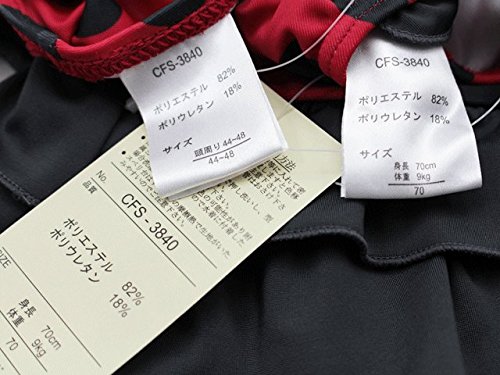 CFS-3840
ポリエステル 82%
ポリウレタン 18%
サイズ
頭周り 44~48
44~48
CFS-3840
ポリエステル 82%
ポリウレタン 18%
サイズ
身長 70cm
体重 9kg
70
方法
No.
CFS-3840
品質
ポリエステル 82%
ポリウレタン 18%
SIZE
身長 70cm
体重 9kg
70